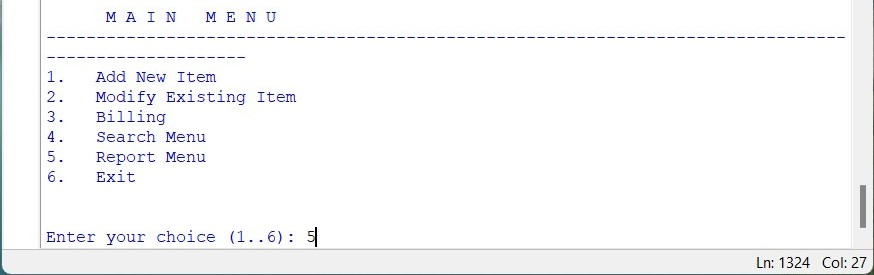 M A I N   M E N U
--------------------------------------------------------------------------------
--------------------
1.   Add New Item
2.   Modify Existing Item
3.   Billing
4.   Search Menu
5.   Report Menu
6.   Exit
Enter your choice (1..6): 5
Ln: 1324   Col: 27